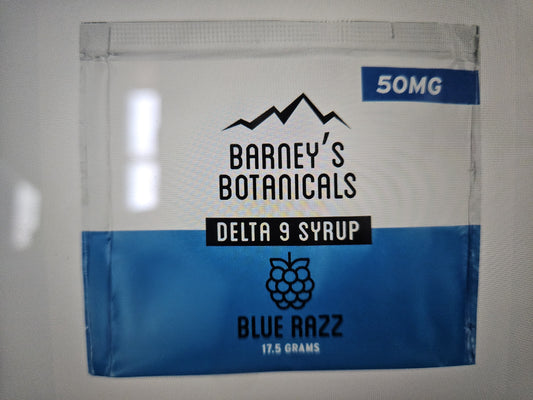 50MG
BARNEY'S
BOTANICALS
DELTA 9 SYRUP
BLUE RAZZ
17.5 GRAMS